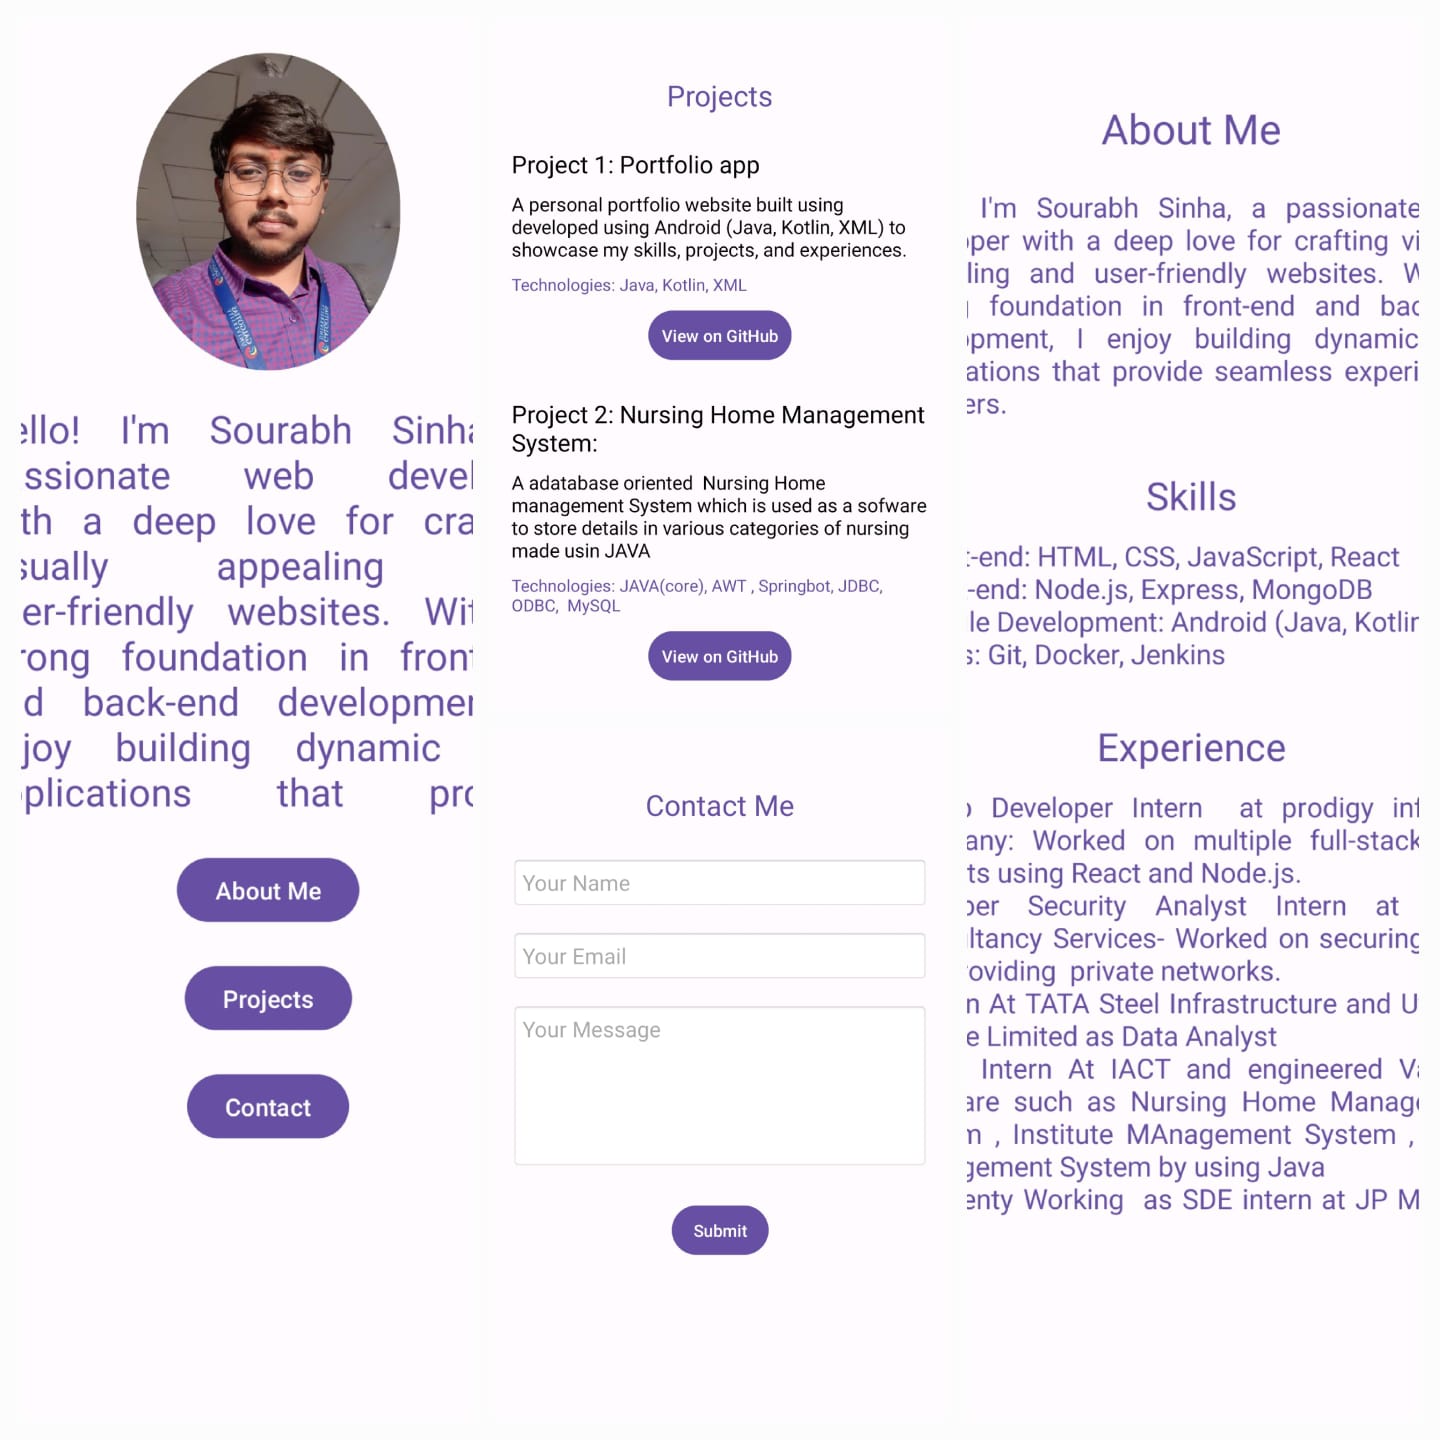 ello! I'm Sourabh Sinha
ssionate web devel
th a deep love for cra
sually appealing
er-friendly websites. Wit
rong foundation in front
d back-end developmen
joy building dynamic
plications that pro
About Me
Projects
Contact
Projects
Project 1: Portfolio app
A personal portfolio website built using
developed using Android (Java, Kotlin, XML) to
showcase my skills, projects, and experiences.
Technologies: Java, Kotlin, XML
View on GitHub
Project 2: Nursing Home Management
System:
A adatabase oriented  Nursing Home
management System which is used as a sofware
to store details in various categories of nursing
made usin JAVA
Technologies: JAVA(core), AWT , Springbot, JDBC,
ODBC,  MySQL
View on GitHub
Contact Me
Your Name
Your Email
Your Message
Submit
About Me
I'm Sourabh Sinha, a passionate
per with a deep love for crafting vi
ling and user-friendly websites. W
foundation in front-end and bac
opment, I enjoy building dynamic
ations that provide seamless experi
ers.
Skills
t-end: HTML, CSS, JavaScript, React
-end: Node.js, Express, MongoDB
le Development: Android (Java, Kotlin
s: Git, Docker, Jenkins
Experience
Developer Intern  at prodigy inf
any: Worked on multiple full-stack
ts using React and Node.js.
ber Security Analyst Intern at
ltancy Services- Worked on securing
roviding  private networks.
n At TATA Steel Infrastructure and U
e Limited as Data Analyst
Intern At IACT and engineered Va
are such as Nursing Home Manage
m , Institute MAnagement System ,
gement System by using Java
enty Working  as SDE intern at JP M